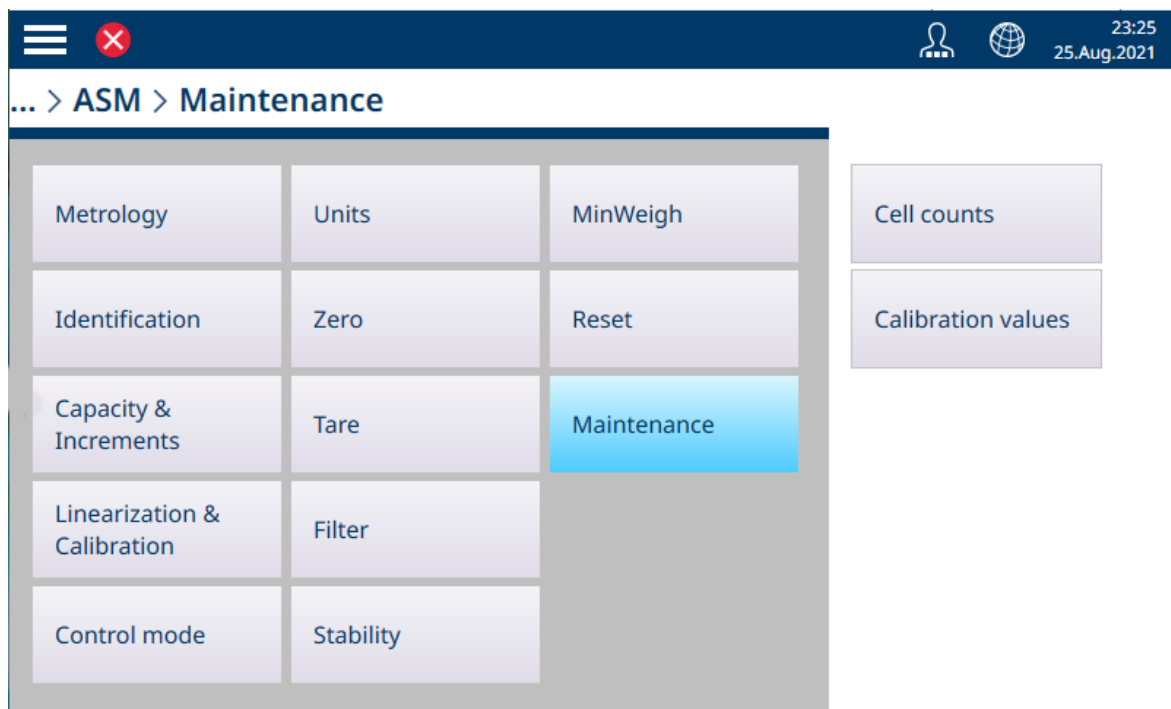 23:25
25.Aug.2021
... > ASM > Maintenance
Metrology
Units
MinWeigh
Cell counts
Identification
Zero
Reset
Calibration values
Capacity &
Increments
Tare
Maintenance
Linearization &
Calibration
Filter
Control mode
Stability